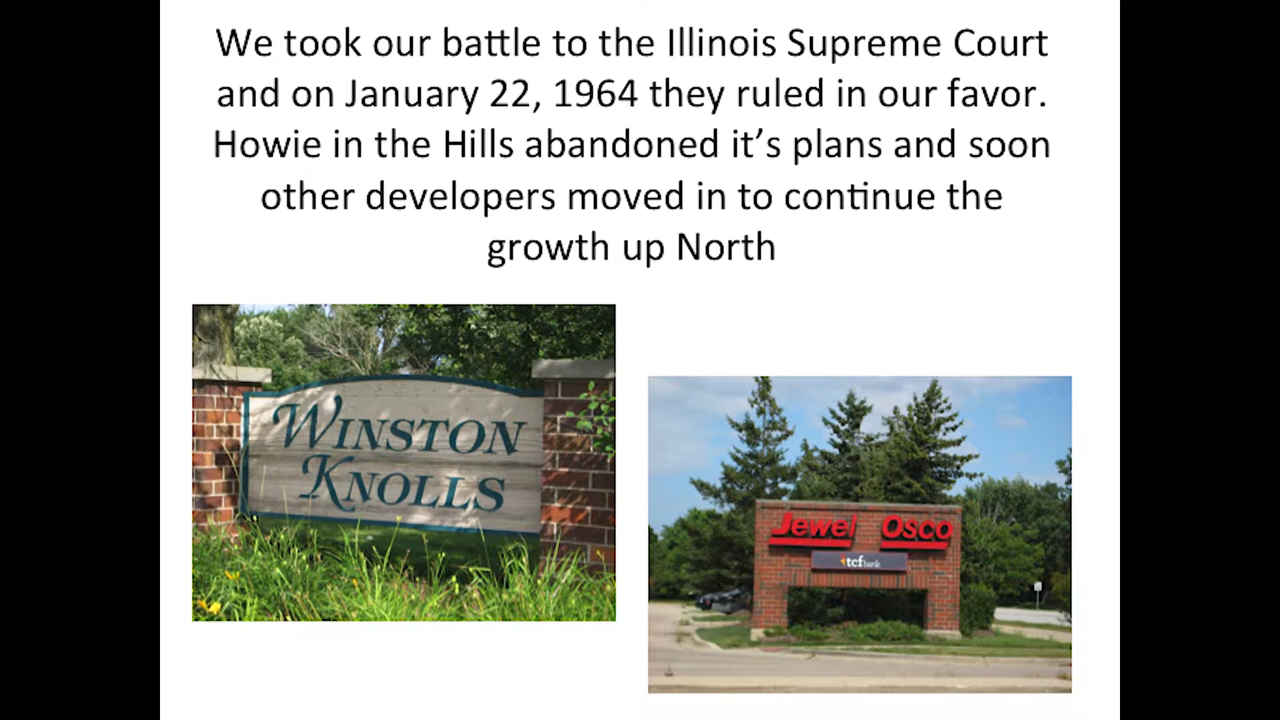 We took our battle to the Illinois Supreme Court
and on January 22, 1964 they ruled in our favor.
Howie in the Hills abandoned it’s plans and soon
other developers moved in to continue the
growth up North
WINSTON
KNOLLS
Jewel Osco
tcf bank